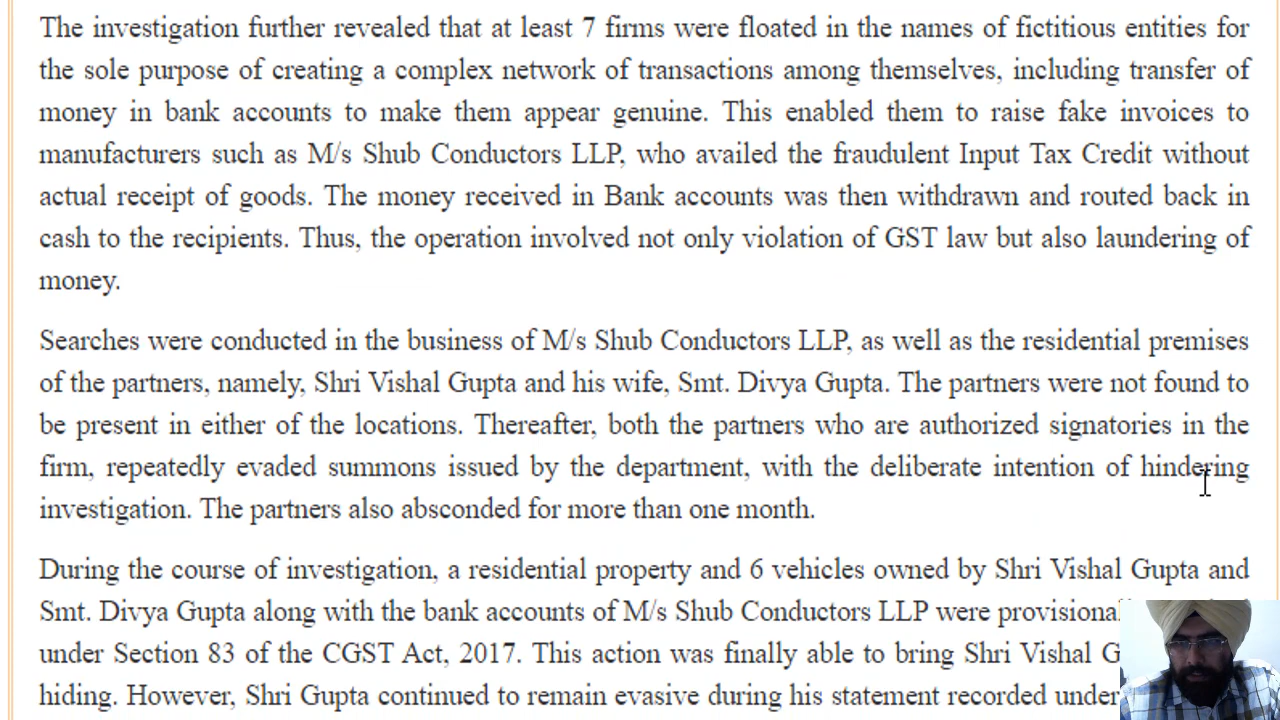 The investigation further revealed that at least 7 firms were floated in the names of fictitious entities for
the sole purpose of creating a complex network of transactions among themselves, including transfer of
money in bank accounts to make them appear genuine. This enabled them to raise fake invoices to
manufacturers such as M/s Shub Conductors LLP, who availed the fraudulent Input Tax Credit without
actual receipt of goods. The money received in Bank accounts was then withdrawn and routed back in
cash to the recipients. Thus, the operation involved not only violation of GST law but also laundering of
money.
Searches were conducted in the business of M/s Shub Conductors LLP, as well as the residential premises
of the partners, namely, Shri Vishal Gupta and his wife, Smt. Divya Gupta. The partners were not found to
be present in either of the locations. Thereafter, both the partners who are authorized signatories in the
firm, repeatedly evaded summons issued by the department, with the deliberate intention of hindering
investigation. The partners also absconded for more than one month.
During the course of investigation, a residential property and 6 vehicles owned by Shri Vishal Gupta and
Smt. Divya Gupta along with the bank accounts of M/s Shub Conductors LLP were
under Section 83 of the CGST Act, 2017. This action was finally able to bring Shri Vishal
hiding. However, Shri Gupta continued to remain evasive during his statement recorded under